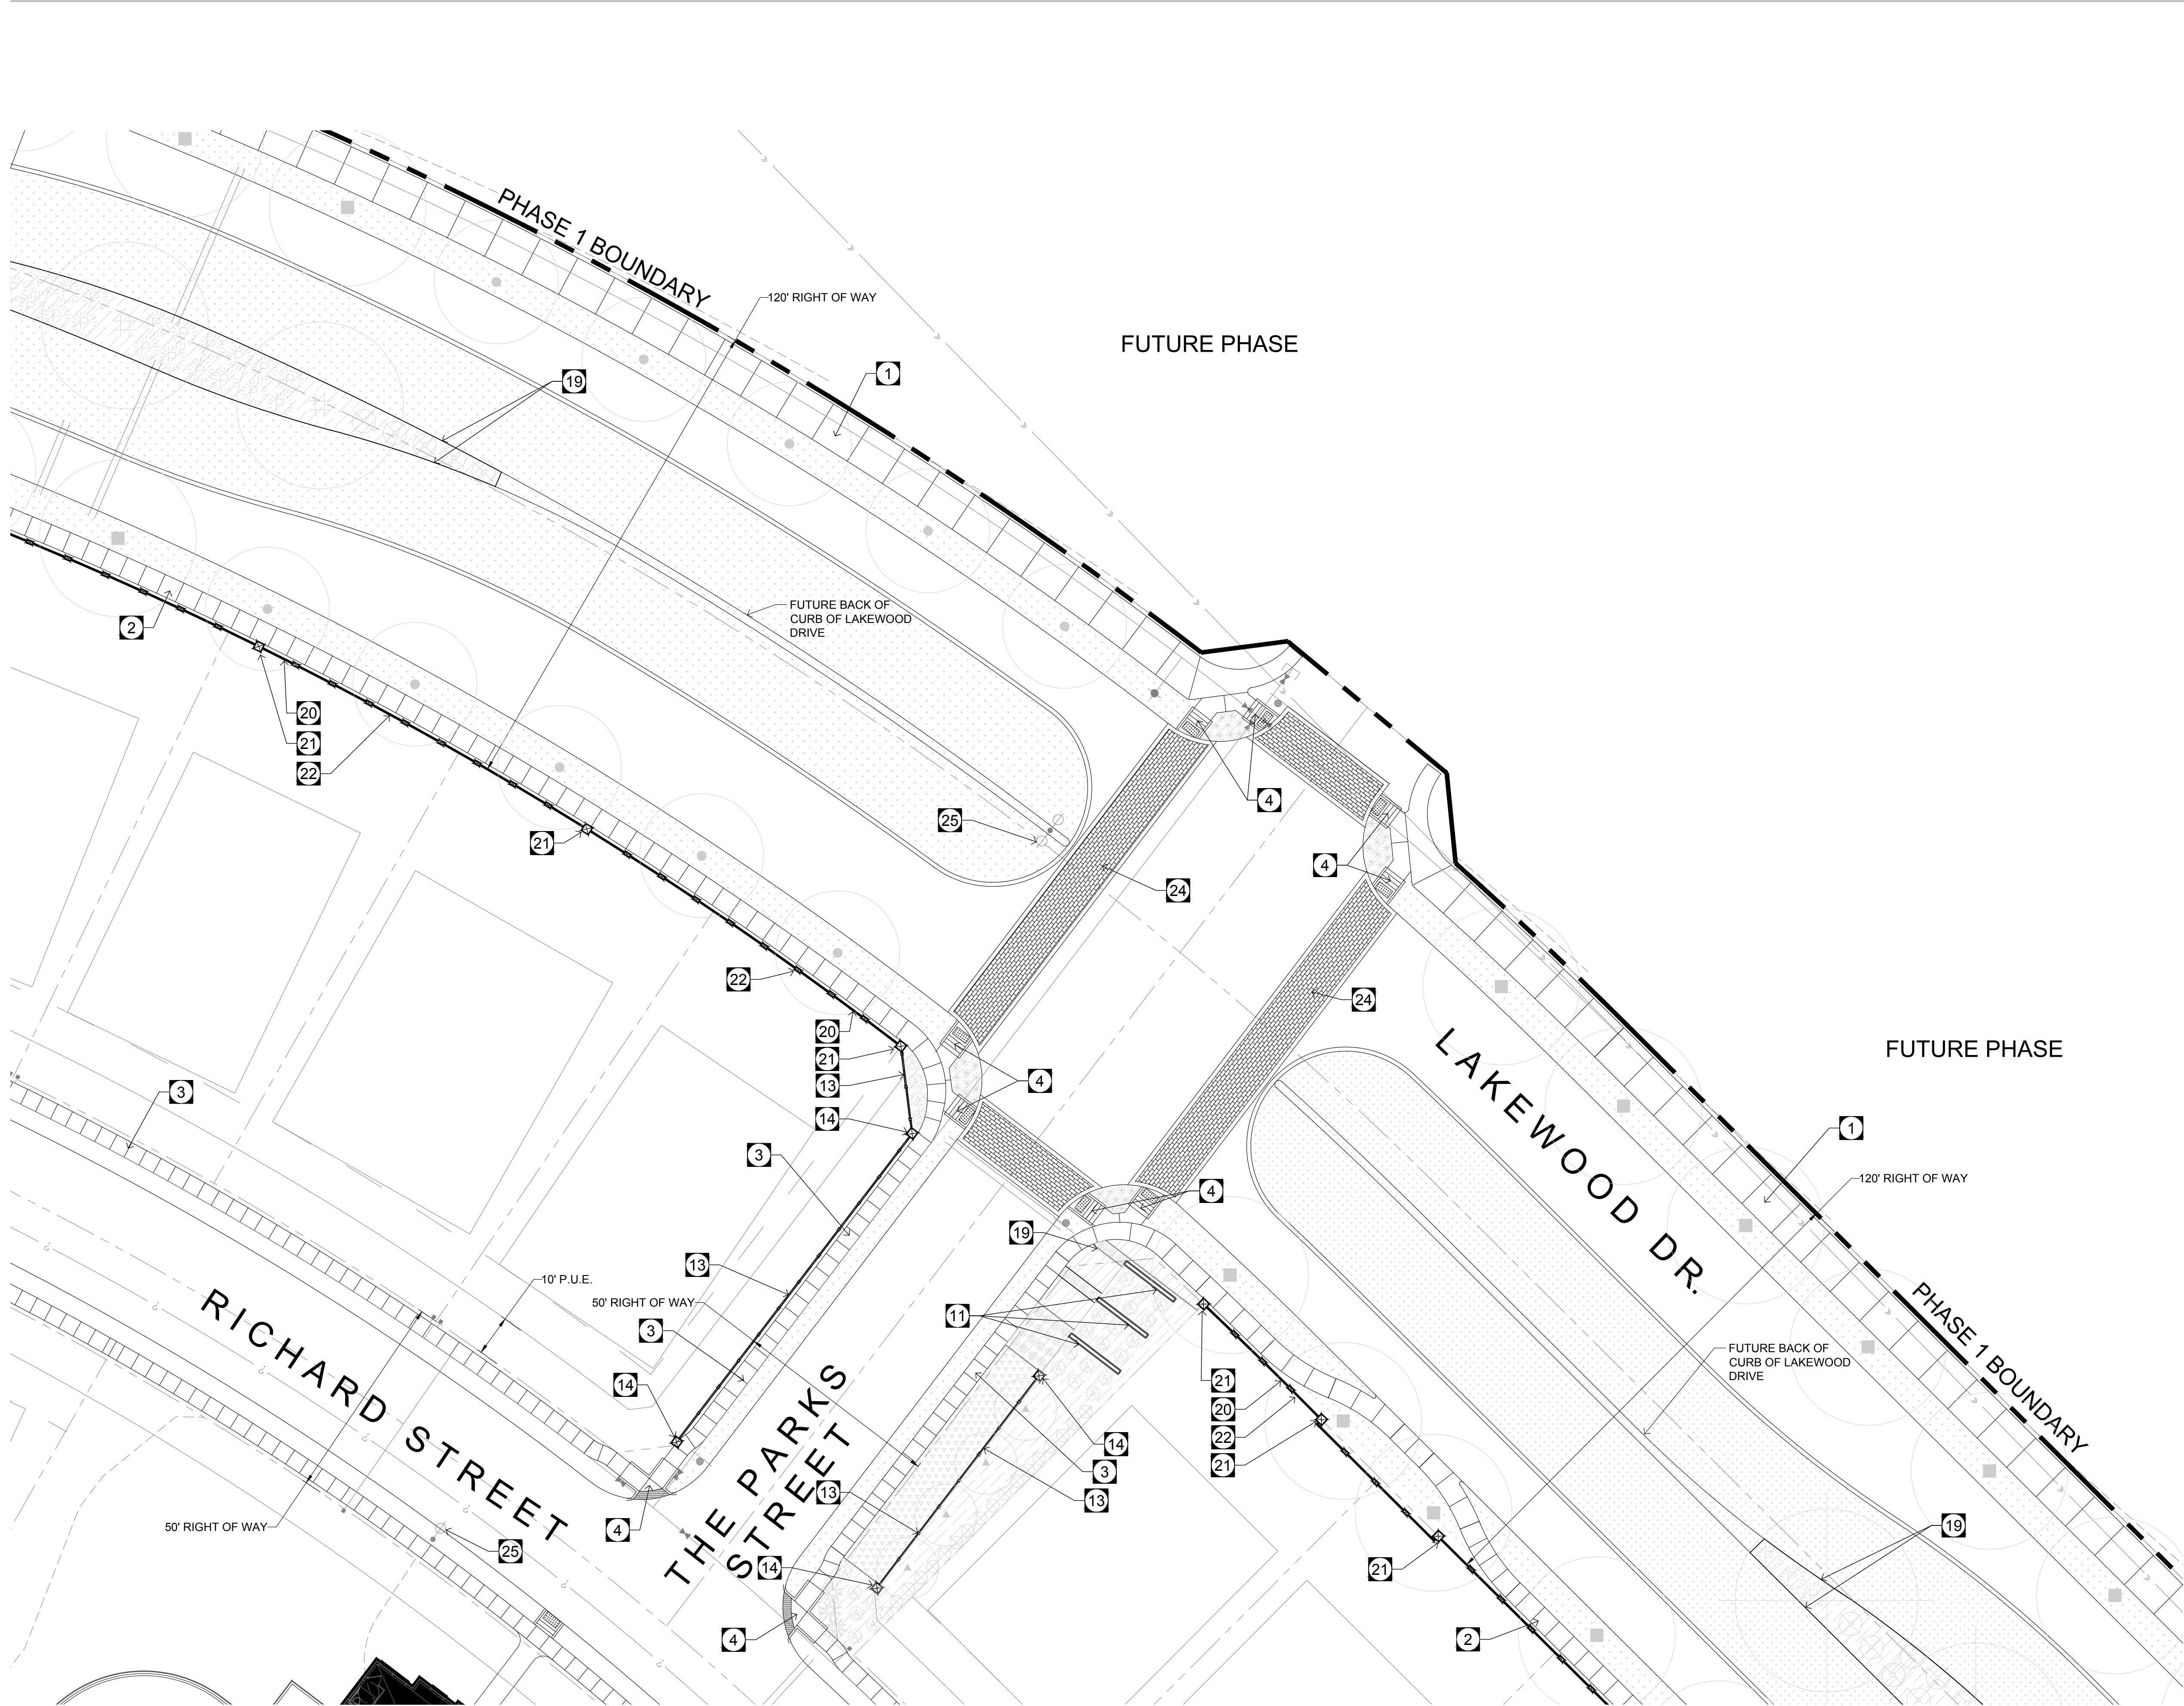 PHASE 1 BOUNDARY
120' RIGHT OF WAY
FUTURE PHASE
1
19
FUTURE BACK OF
CURB OF LAKEWOOD
DRIVE
2
20
21
22
4
25
21
4
24
22
24
20
21
13
14
4
3
3
LAKEWOOD DR.
FUTURE PHASE
1
120' RIGHT OF WAY
4
19
13
10' P.U.E.
50' RIGHT OF WAY
3
11
RICHARD STREET
14
THE PARKS
STREET
21
20
22
21
14
3
13
13
PHASE 1 BOUNDARY
FUTURE BACK OF
CURB OF LAKEWOOD
DRIVE
50' RIGHT OF WAY
4
25
14
21
19
4
2